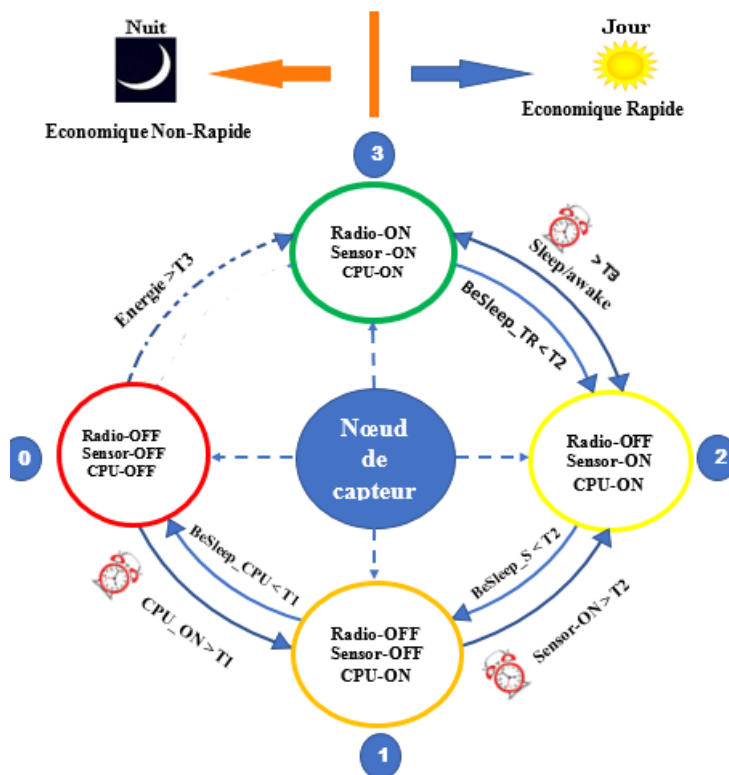 Nuit
Jour
Economique Non-Rapide
Economique Rapide
3
Radio-ON
Sensor -ON
CPU-ON
Energie >T3
> T3
Sleep/awake
BeSleep_TR < T2
0
Radio-OFF
Sensor-OFF
CPU-OFF
Nœud
de
capteur
Radio-OFF
Sensor-ON
CPU-ON
2
BeSleep_CPU < T1
CPU_ON>T1
BeSleep_S < T2
Sensor-ON > T2
Radio-OFF
Sensor-OFF
CPU-ON
1